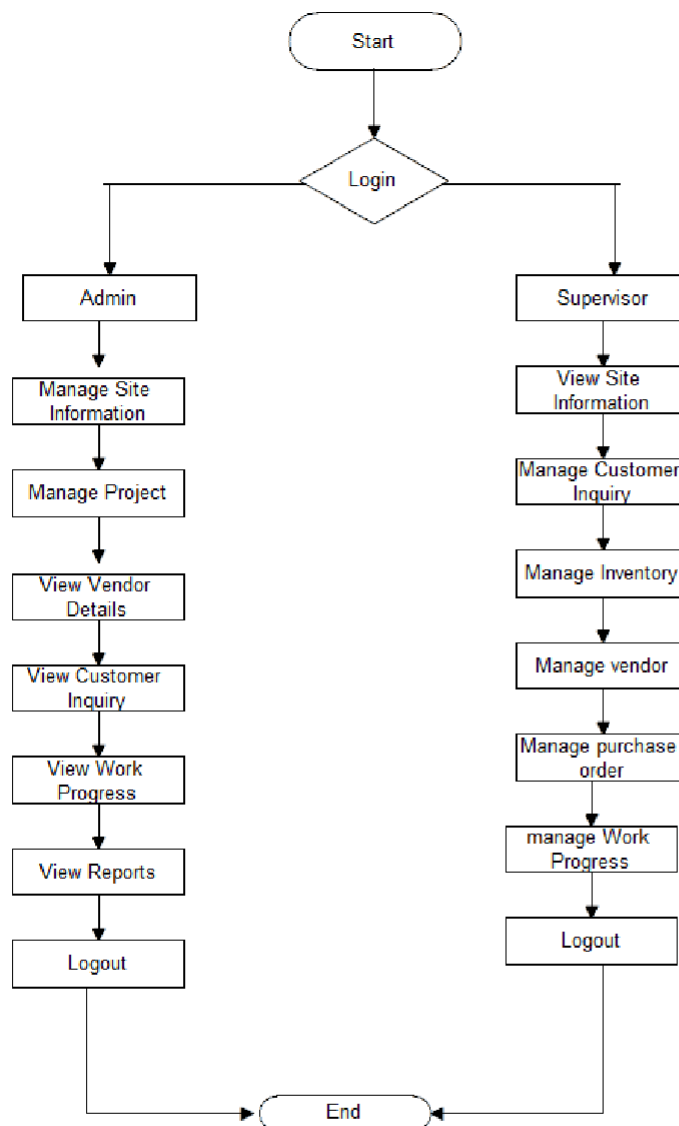 Start
Login
Admin
Manage Site
Information
Manage Project
View Vendor
Details
View Customer
Inquiry
View Work
Progress
View Reports
Logout
Supervisor
View Site
Information
Manage Customer
Inquiry
Manage Inventory
Manage vendor
Manage purchase
order
manage Work
Progress
Logout
End